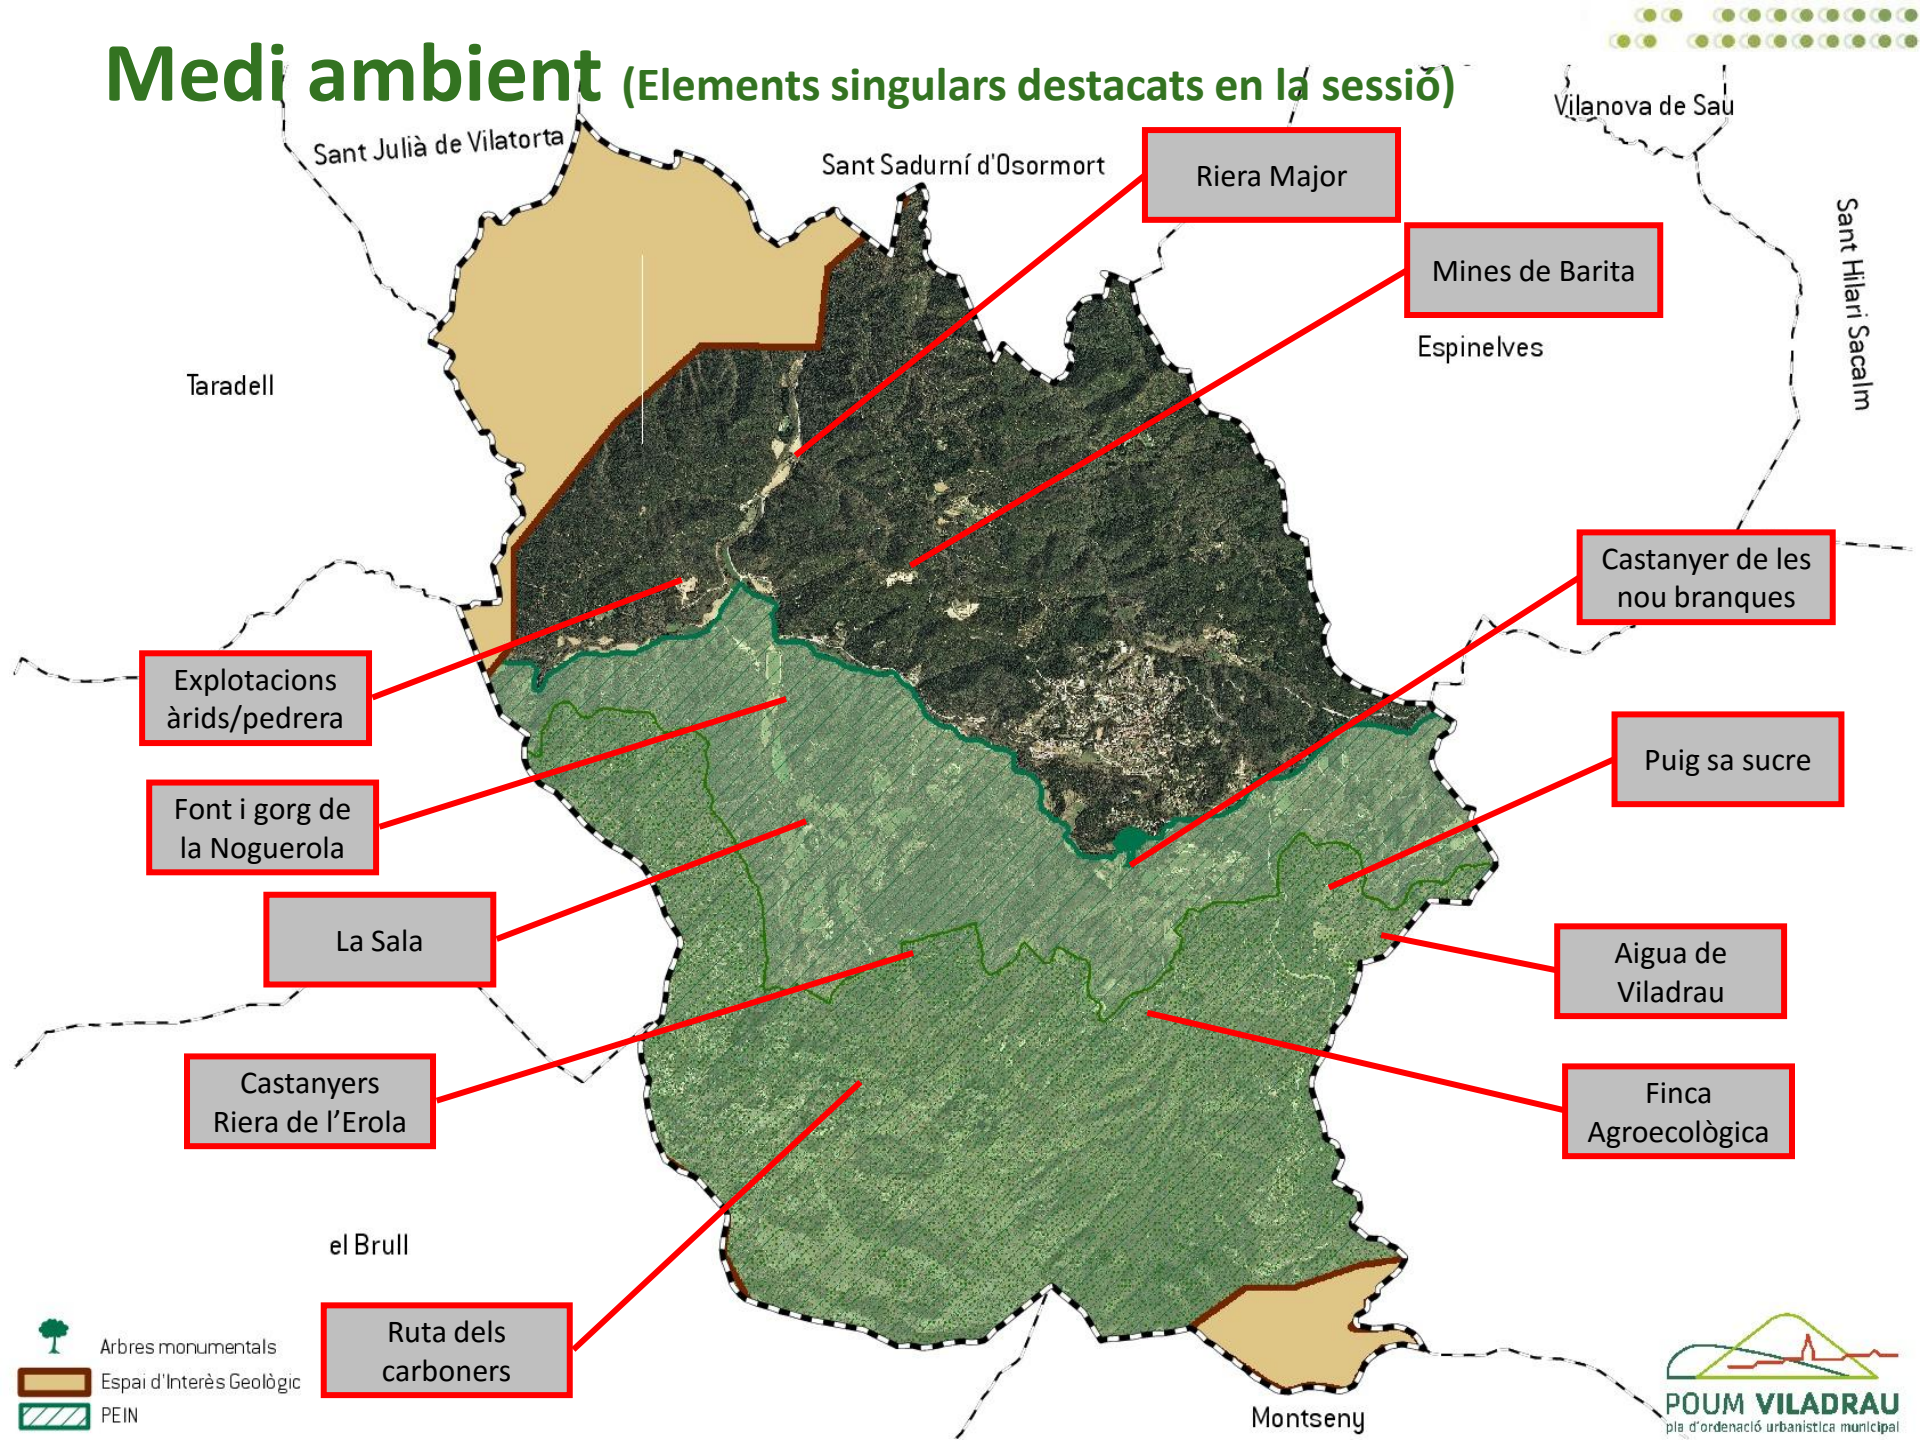 Medi ambient (Elements singulars destacats en la sessió)
Sant Julià de Vilatorta
Sant Sadurní d'Osormort
Vilanova de Sau
Riera Major
Mines de Barita
Sant Hilari Sacalm
Espinelves
Taradell
Castanyer de les
nou branques
Explotacions
àrids/pedrera
Puig sa sucre
Font i gorg de
la Noguerola
La Sala
Aigua de
Viladrau
Castanyers
Riera de l'Erola
Finca
Agroecològica
el Brull
Ruta dels
carboners
Arbres monumentals
Espai d'Interès Geològic
PEIN
Montseny
POUM VILADRAU
pla d'ordenació urbanística municipal